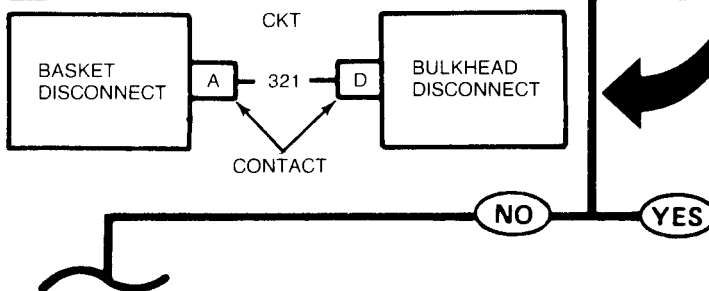 CKT
BASKET
DISCONNECT
A
321
D
BULKHEAD
DISCONNECT
CONTACT
NO
YES